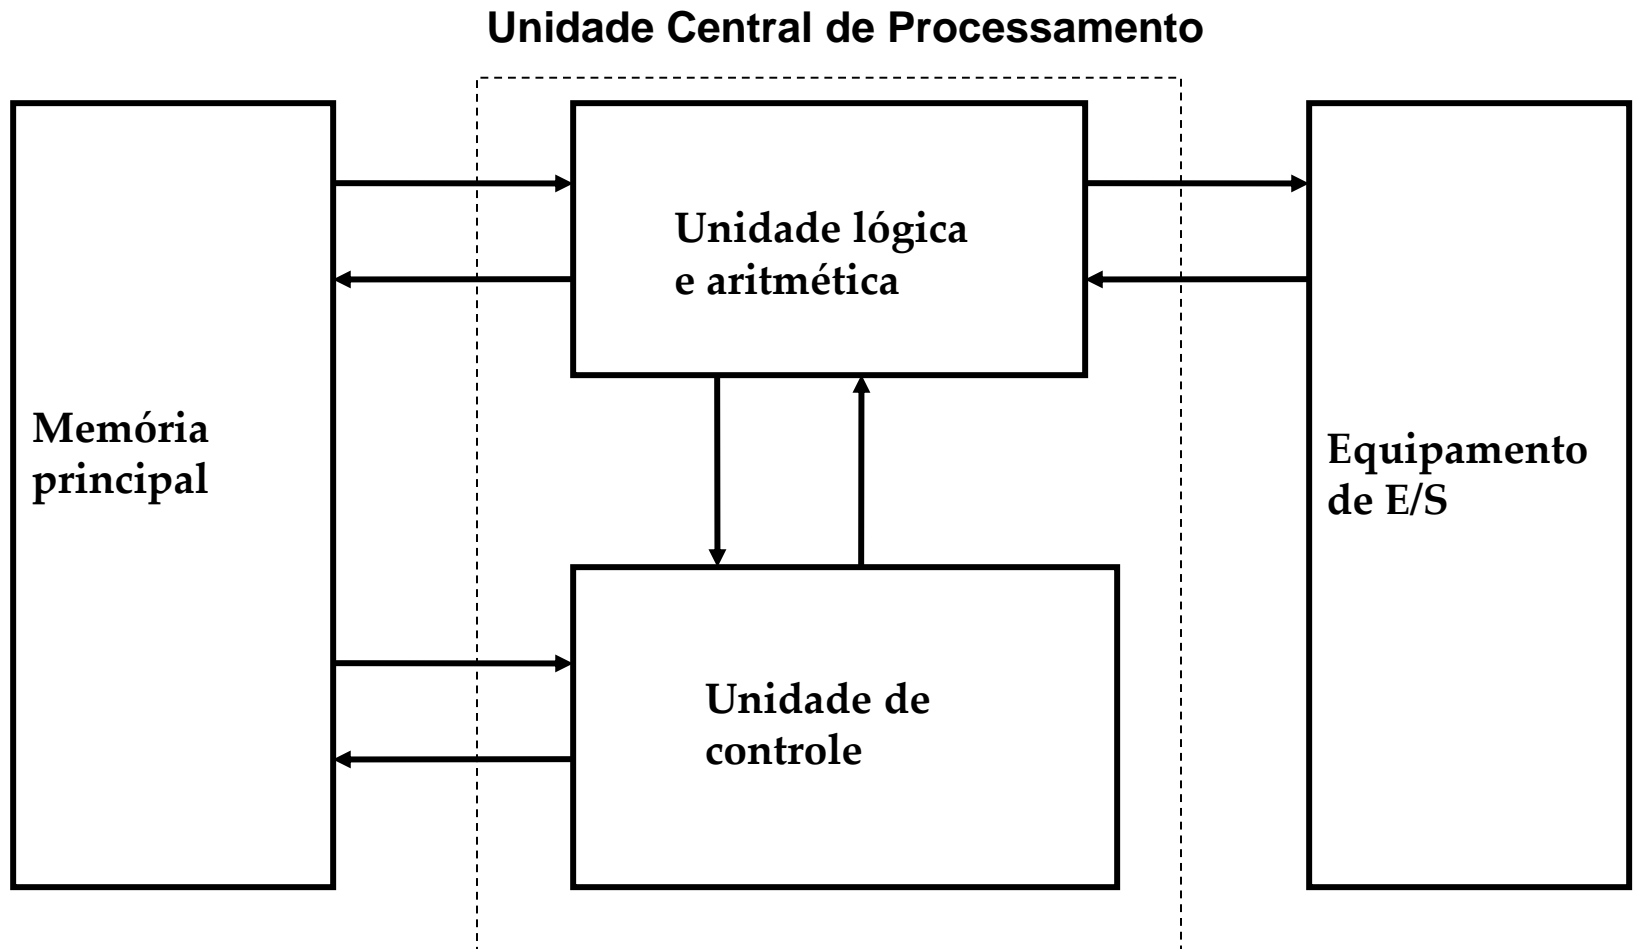 Unidade Central de Processamento
Unidade lógica
e aritmética
Memória
principal
Equipamento
de E/S
Unidade de
controle